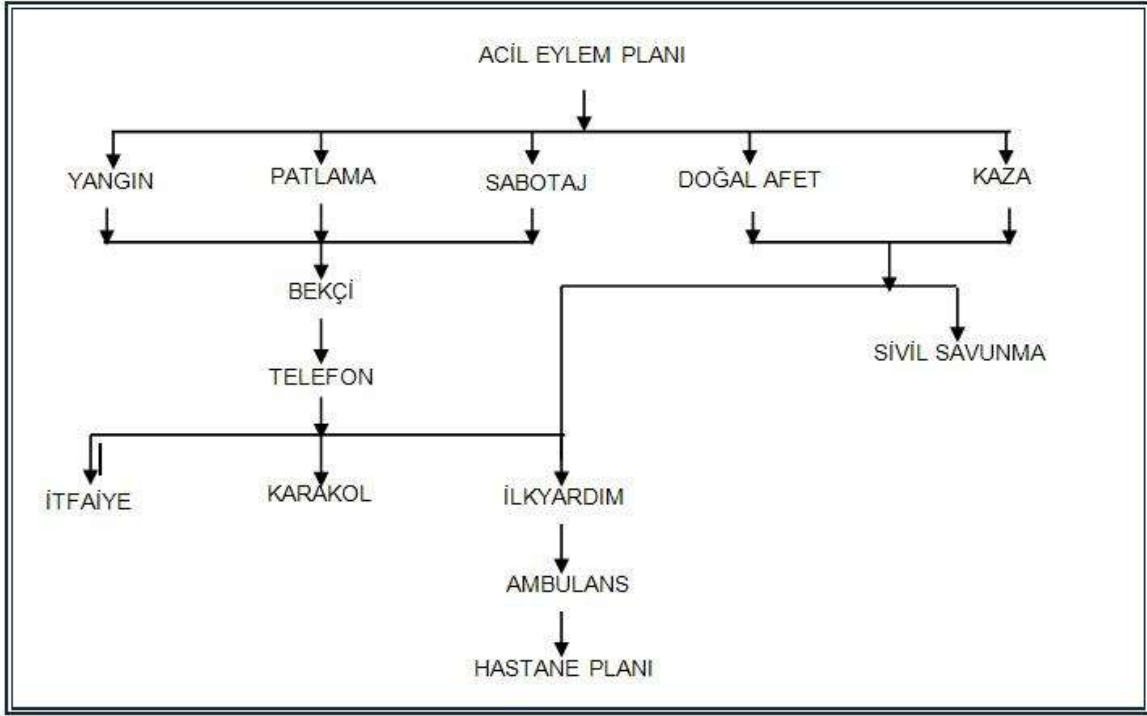 ACİL EYLEM PLANI
YANGIN
PATLAMA
SABOTAJ
DOĞAL AFET
KAZA
BEKÇİ
SİVİL SAVUNMA
TELEFON
İTFAİYE
KARAKOL
İLKYARDIM
AMBULANS
HASTANE PLANI